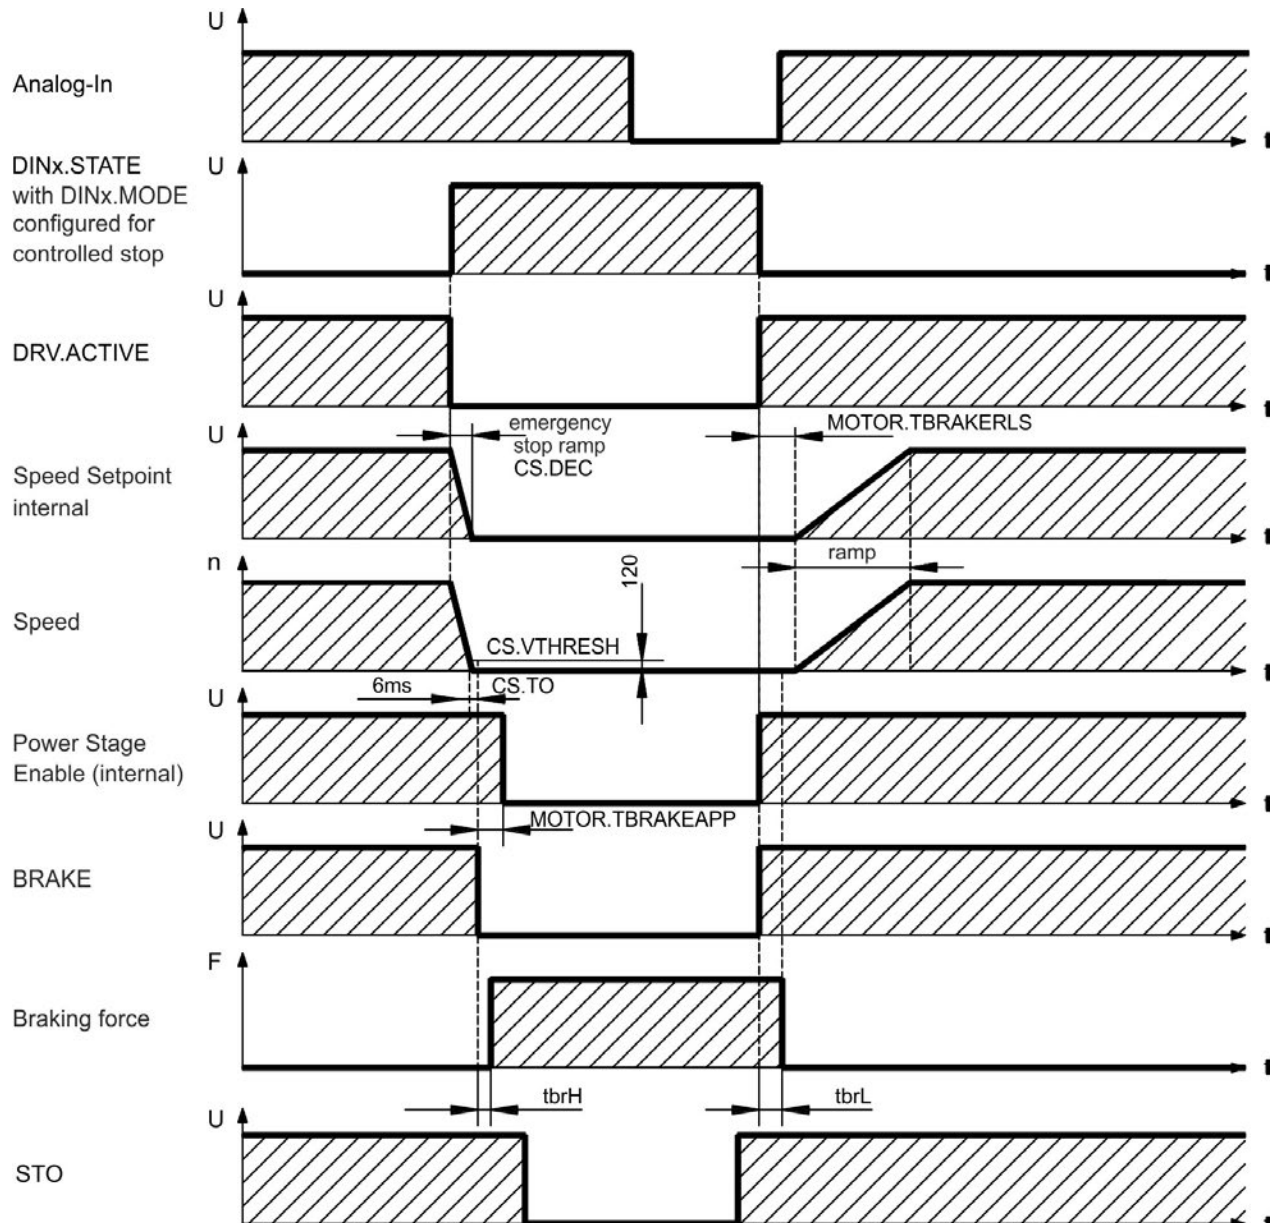 U
Analog-In
t
DINx.STATE
with DINx.MODE
configured for
controlled stop
U
t
U
DRV.ACTIVE
t
U
emergency
stop ramp
CS.DEC
MOTOR.TBRAKERLS
Speed Setpoint
internal
t
n
120
ramp
Speed
CS.VTHRESH
t
6ms
CS.TO
U
Power Stage
Enable (internal)
t
MOTOR.TBRAKEAPP
U
BRAKE
t
F
Braking force
t
tbrH
tbrL
U
STO